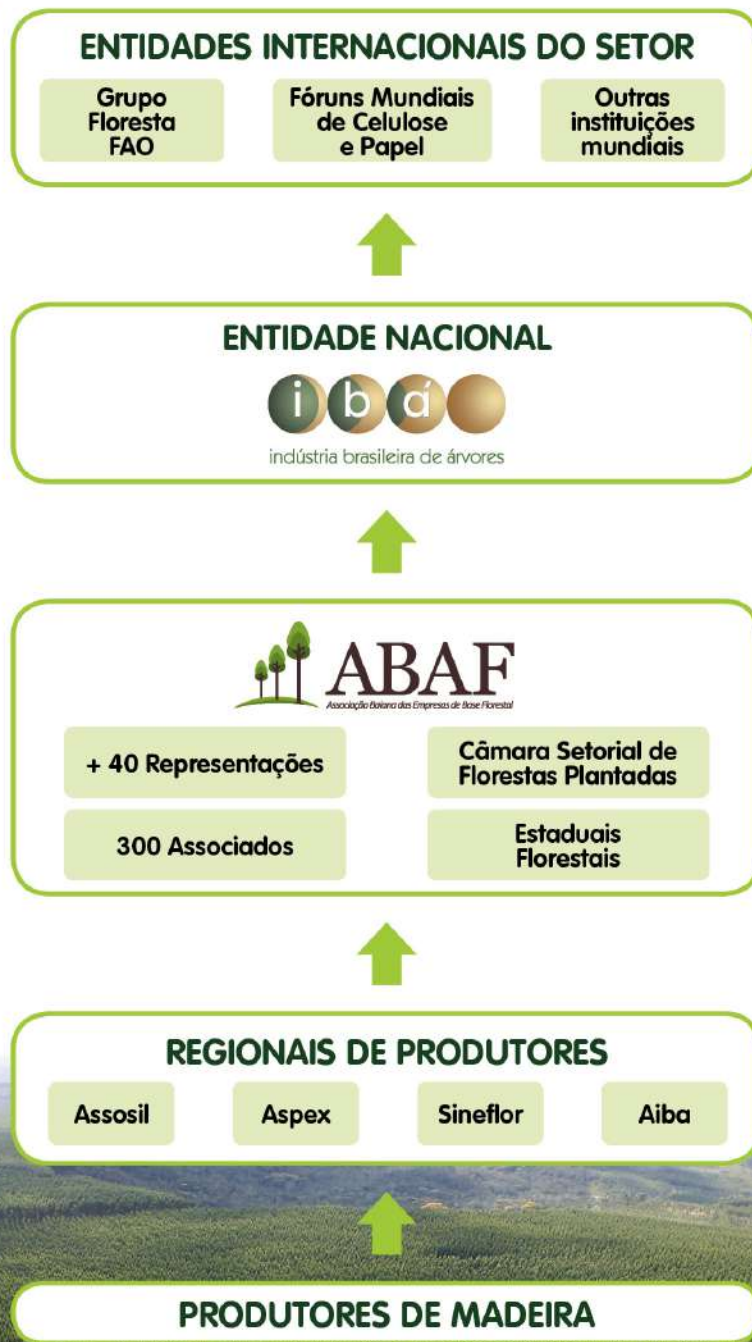 ENTIDADES INTERNACIONAIS DO SETOR
Grupo
Floresta
FAO
Fóruns Mundiais
de Celulose
e Papel
Outras
instituições
mundiais
ENTIDADE NACIONAL
ibá
indústria brasileira de árvores
ABAF
Associação Baiana das Empresas de Base Florestal
+ 40 Representações
Câmara Setorial de
Florestas Plantadas
300 Associados
Estaduais
Florestais
REGIONAIS DE PRODUTORES
Assosil
Aspex
Sineflor
Aiba
PRODUTORES DE MADEIRA